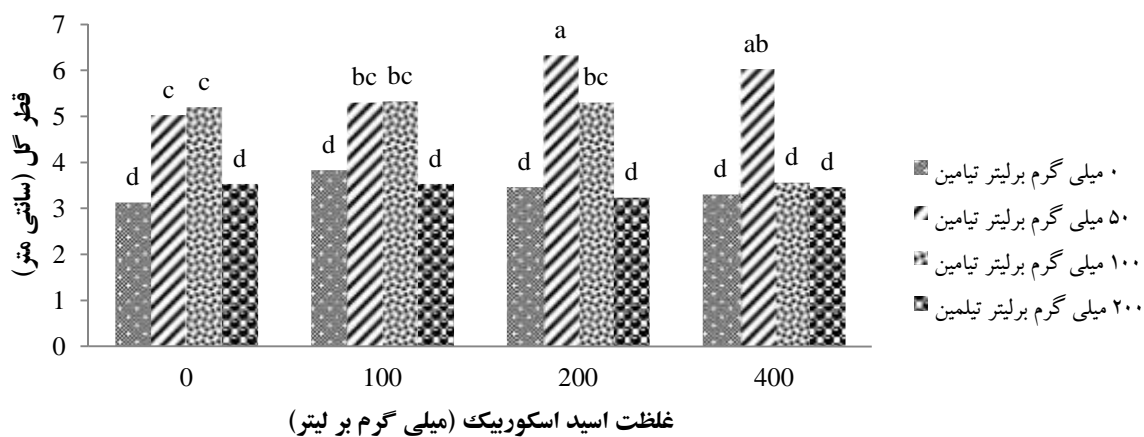 7
6
5
4
3
2
1
0
قطر گل (سانتی متر)
d c c d
d bc bc d
d a bc d
d ab d d
0 100 200 400
غلظت اسید اسکوربیک (میلی گرم بر لیتر)
۰ میلی گرم برلیتر تیامین
۵۰ میلی گرم برلیتر تیامین
۱۰۰ میلی گرم برلیتر تیامین
۲۰۰ میلی گرم برلیتر تیلمین